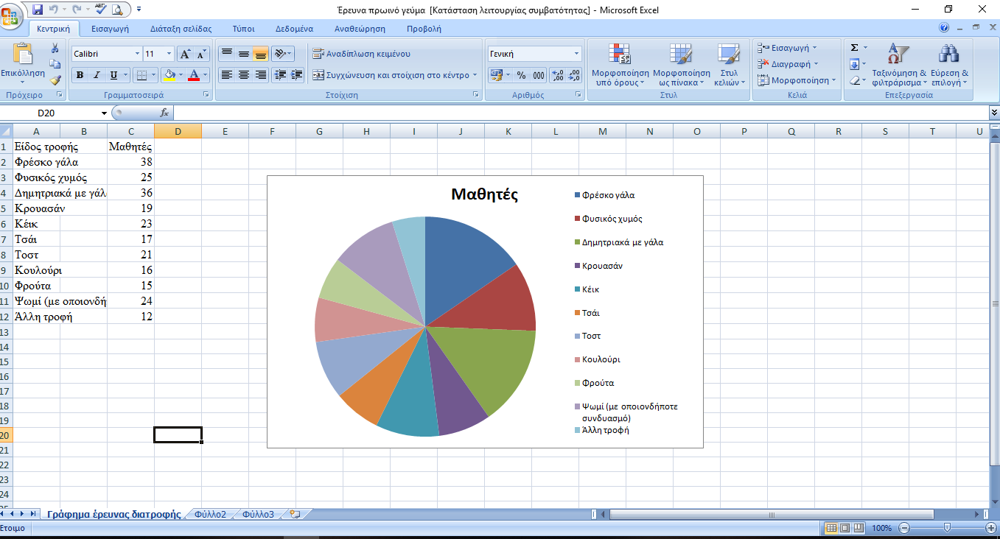 Έρευνα πρωινό γεύμα [Κατάσταση λειτουργίας συμβατότητας] - Microsoft Excel
Κεντρική Εισαγωγή Διάταξη σελίδας Τύποι Δεδομένα Αναθεώρηση Προβολή
Calibri 11 Αναδίπλωση κειμένου Γενική Εισαγωγή
Επικόλληση Συγχώνευση και στοίχιση στο κέντρο % 000 Μορφοποίηση υπό όρους Μορφοποίηση ως πίνακα Στυλ κελιών Διαγραφή Μορφοποίηση Ταξινόμηση & φιλτράρισμα Εύρεση & επιλογή
Πρόχειρο Γραμματοσειρά Στοίχιση Αριθμός Στυλ Κελιά Επεξεργασία
D20 fx
A B C D E F G H I J K L M N O P Q R S T U
1 Είδος τροφής Μαθητές
2 Φρέσκο γάλα 38
3 Φυσικός χυμός 25
4 Δημητριακά με γάλ 36
5 Κρουασάν 19
6 Κέικ 23
7 Τσάι 17
8 Τοστ 21
9 Κουλούρι 16
10 Φρούτα 15
11 Ψωμί (με οποιονδή 24
12 Άλλη τροφή 12
13
14
15
16
17
18
19
20
21
22
23
24
Μαθητές
Φρέσκο γάλα
Φυσικός χυμός
Δημητριακά με γάλα
Κρουασάν
Κέικ
Τσάι
Τοστ
Κουλούρι
Φρούτα
Ψωμί (με οποιονδήποτε
συνδυασμό)
Άλλη τροφή
Γράφημα έρευνας διατροφής Φύλλο2 Φύλλο3
Έτοιμο 100%